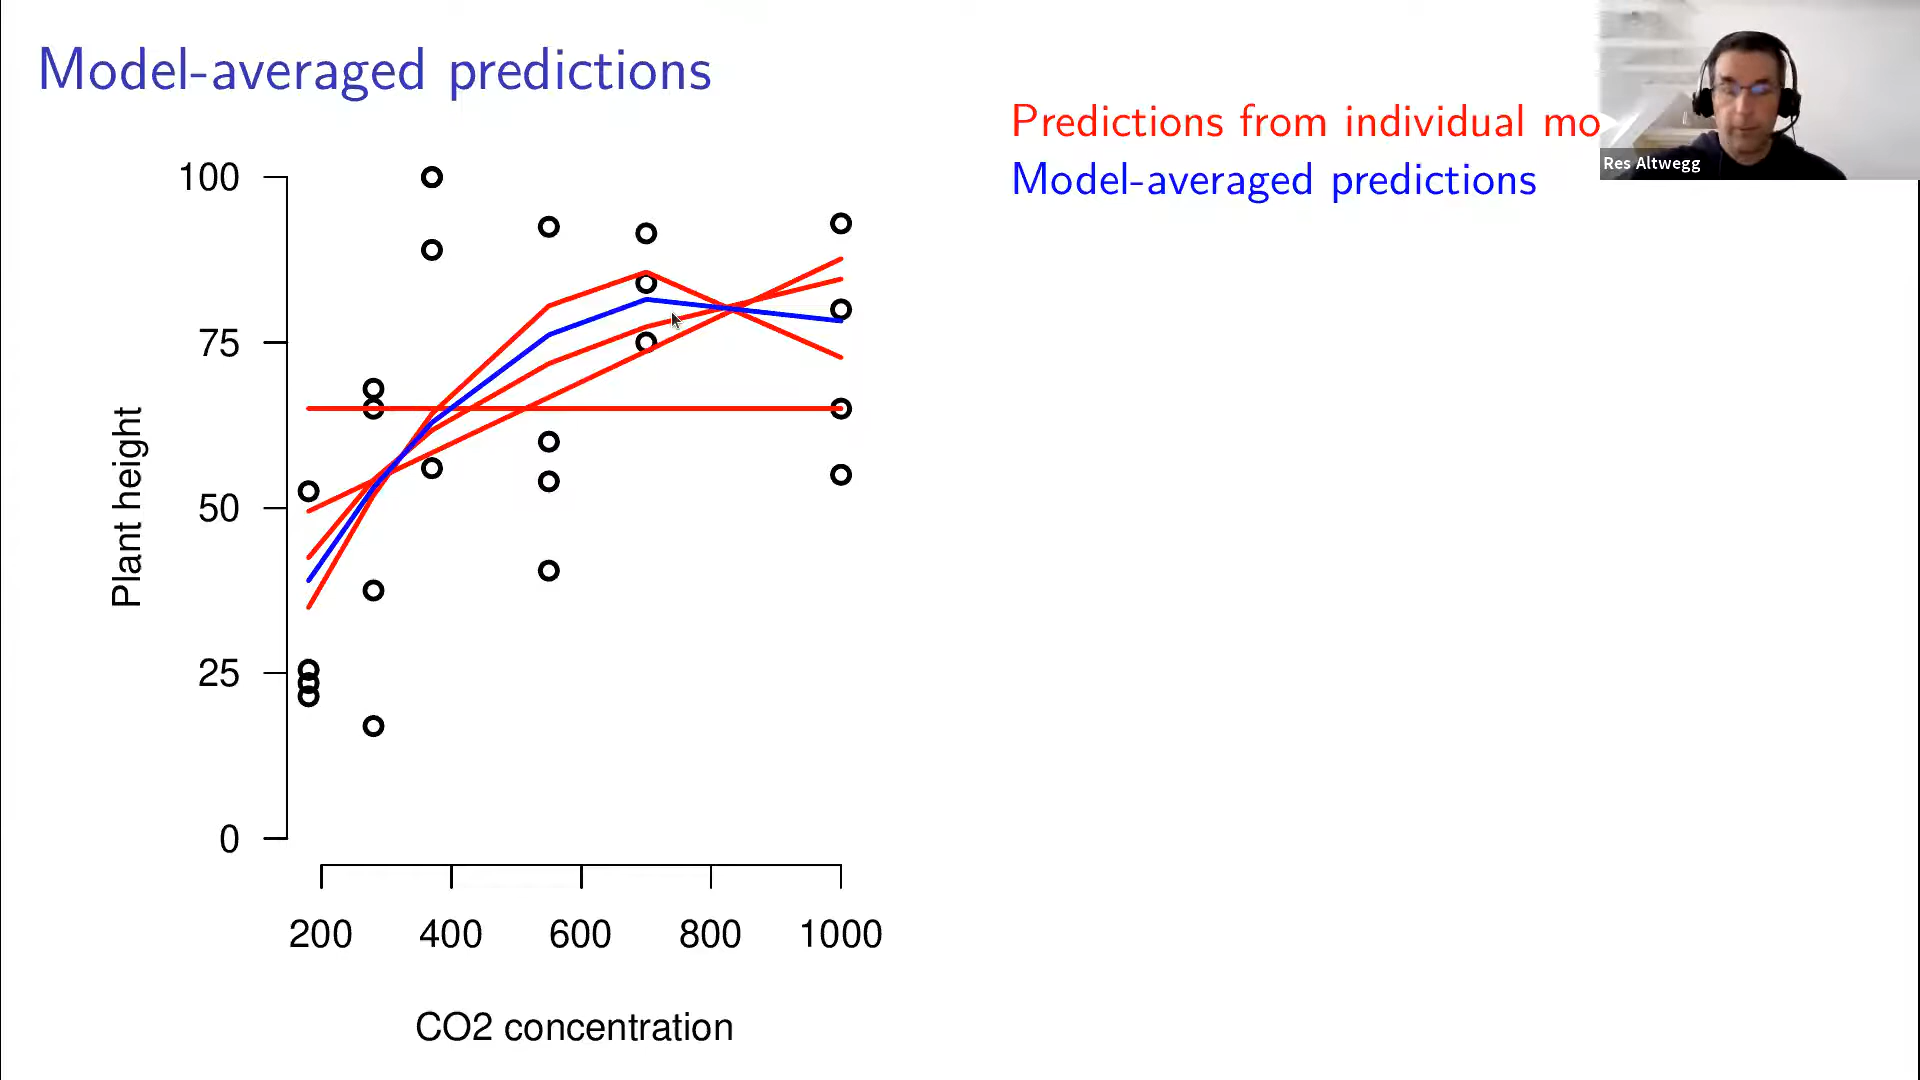 Model-averaged predictions
Predictions from individual mo
Model-averaged predictions
Res Altwegg
100
75
50
25
0
Plant height
200 400 600 800 1000
CO2 concentration